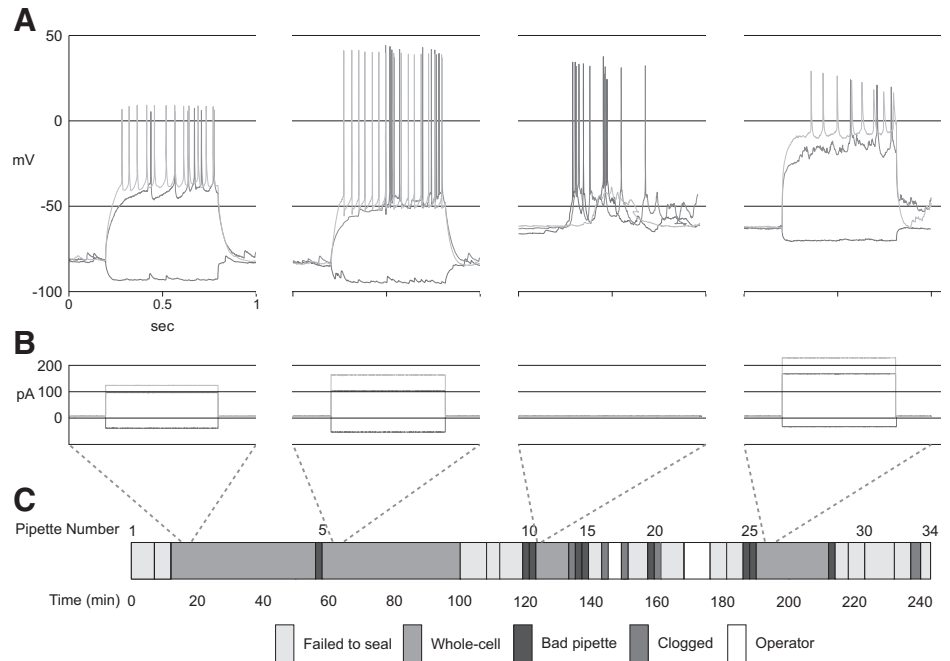 A
50
0
mV
-50
-100
0 0.5 1
sec
B
200
pA 100
0
C
Pipette Number 1 5 10 15 20 25 30 34
Time (min) 0 20 40 60 80 100 120 140 160 180 200 220 240
Failed to seal Whole-cell Bad pipette Clogged Operator